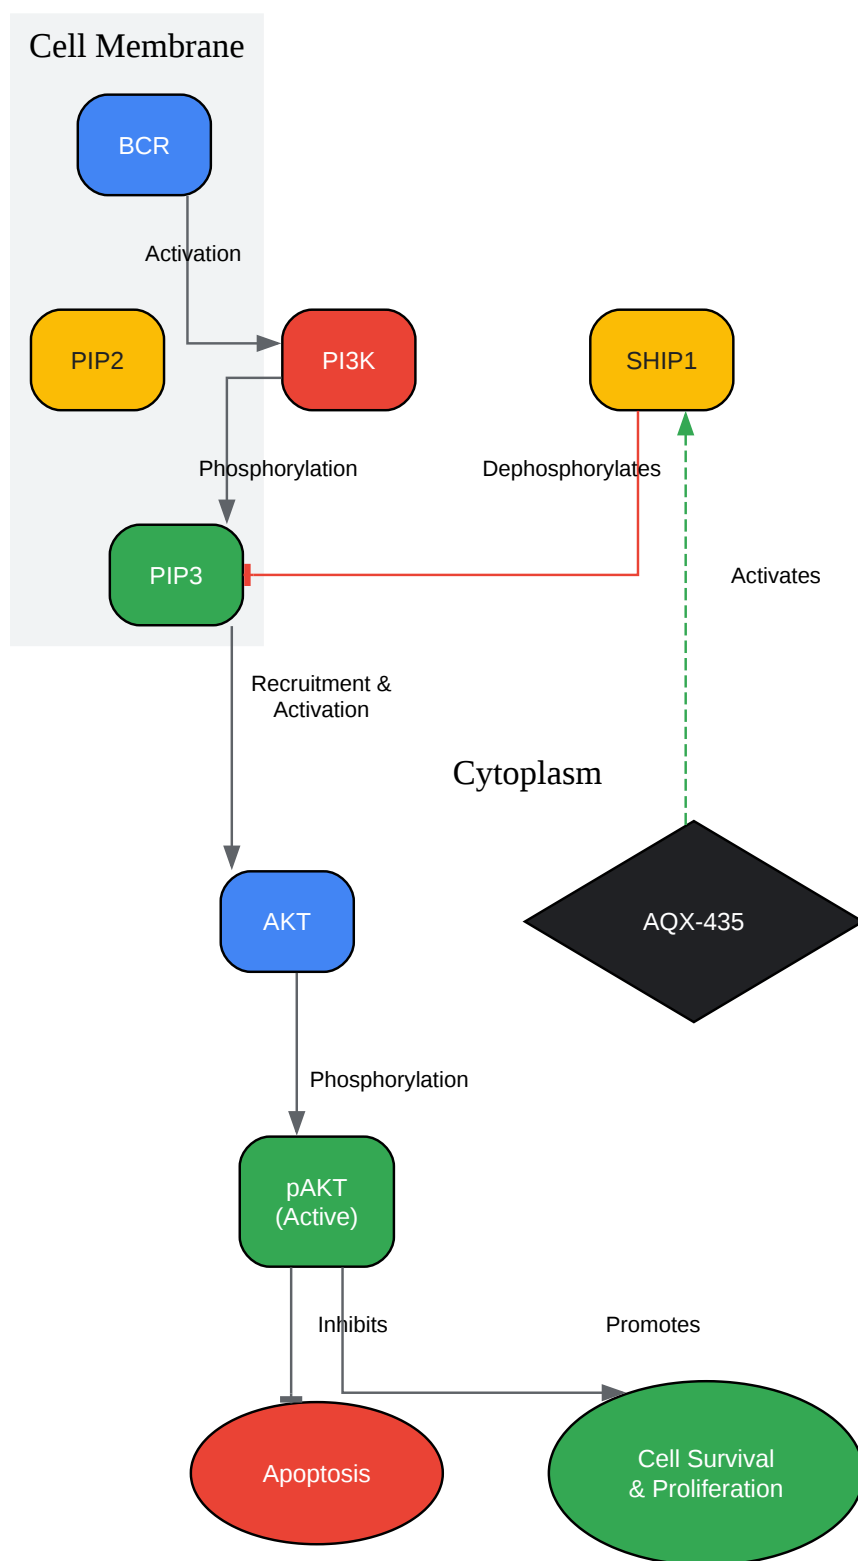 Cell Membrane
BCR
Activation
PIP2
PI3K
SHIP1
Phosphorylation
Dephosphorylates
PIP3
Activates
Recruitment &
Activation
Cytoplasm
AKT
AQX-435
Phosphorylation
pAKT
(Active)
Inhibits
Promotes
Apoptosis
Cell Survival
& Proliferation